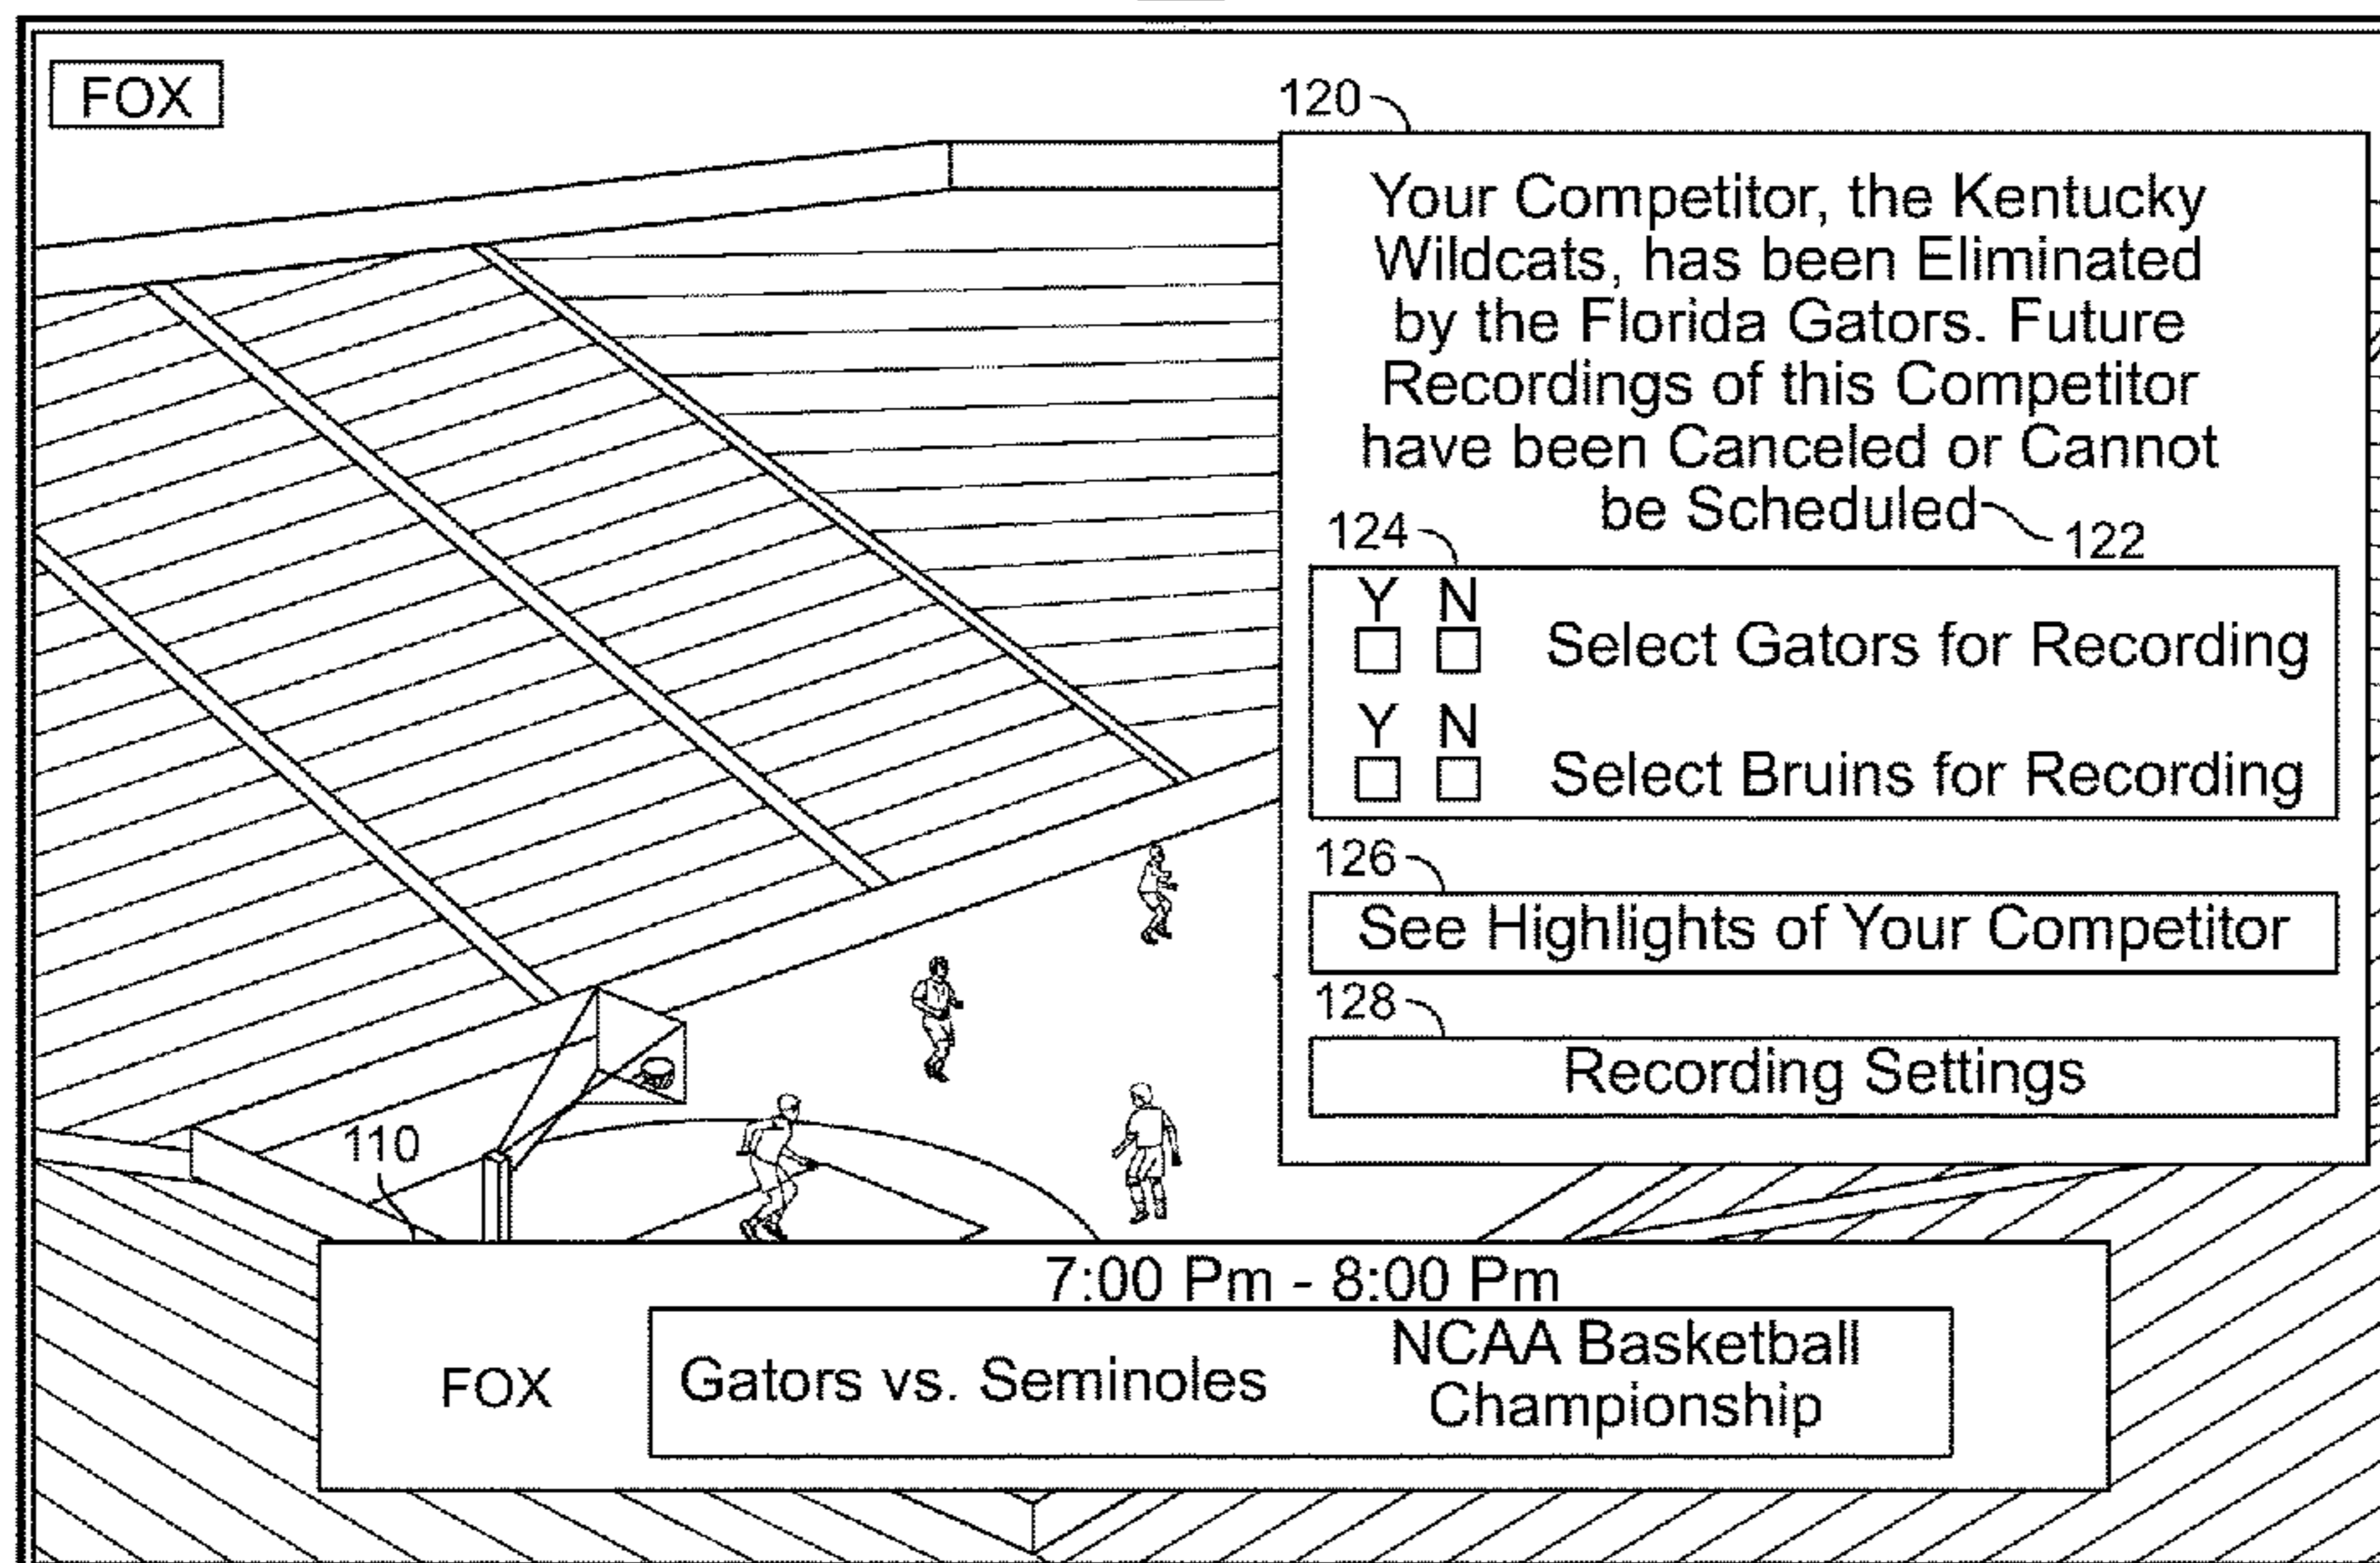 FOX
120
Your Competitor, the Kentucky
Wildcats, has been Eliminated
by the Florida Gators. Future
Recordings of this Competitor
have been Canceled or Cannot
be Scheduled
122
124
Y N
Select Gators for Recording
Y N
Select Bruins for Recording
126
See Highlights of Your Competitor
128
Recording Settings
110
7:00 Pm - 8:00 Pm
FOX
Gators vs. Seminoles
NCAA Basketball
Championship